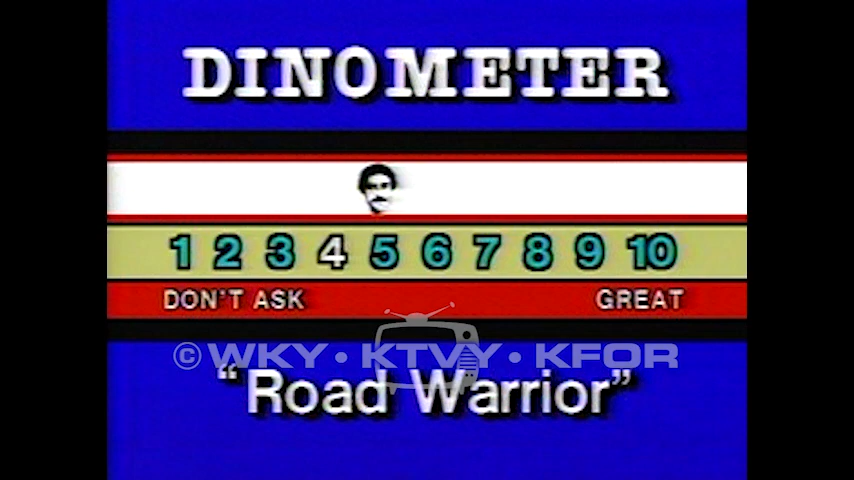 DINOMETER
1 2 3 4 5 6 7 8 9 10
DON'T ASK GREAT
©WKY•KTVY•KFOR
"Road Warrior"